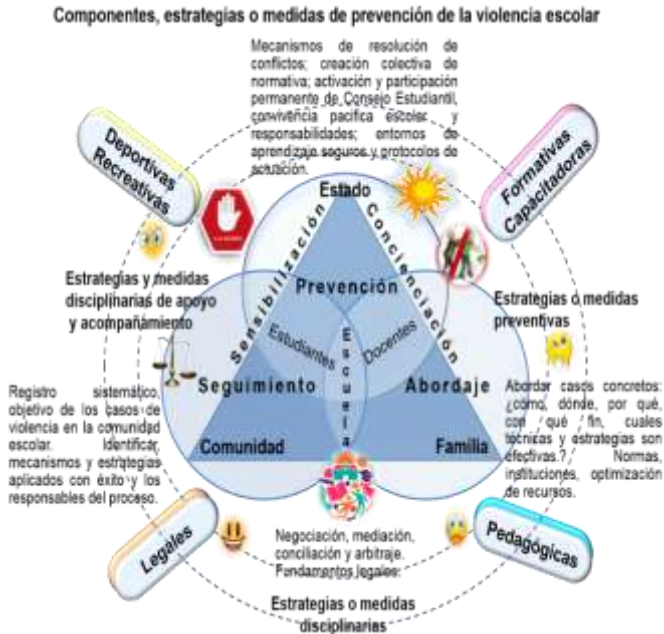 Componentes, estrategias o medidas de prevención de la violencia escolar
Mecanismos de resolución de
conflictos; creación colectiva de
normativa; activación y participación
permanente de Consejo Estudiantil,
convivencia pacifica escolar y
responsabilidades; entornos de
aprendizaje seguros y protocolos de
actuación.
Deportivas
Recreativas
Formativas
Capacitadoras
Estado
Sensibilización
Concienciación
Prevención
Estrategias y medidas
disciplinarias de apoyo
y acompañamiento
Estrategias o medidas
preventivas
Estudiantes
Escuela
Docentes
Seguimiento
Abordaje
Comunidad
Familia
Registro sistemático,
objetivo de los casos de
violencia en la comunidad
escolar. Identificar,
mecanismos y estrategias
aplicados con éxito y los
responsables del proceso.
Abordar casos concretos:
¿cómo, dónde, por qué,
con qué fin, cuales
técnicas y estrategias son
efectivas.? Normas,
instituciones, optimización
de recursos.
Legales
Negociación, mediación,
conciliación y arbitraje.
Fundamentos legales.
Pedagógicas
Estrategias o medidas
disciplinarias